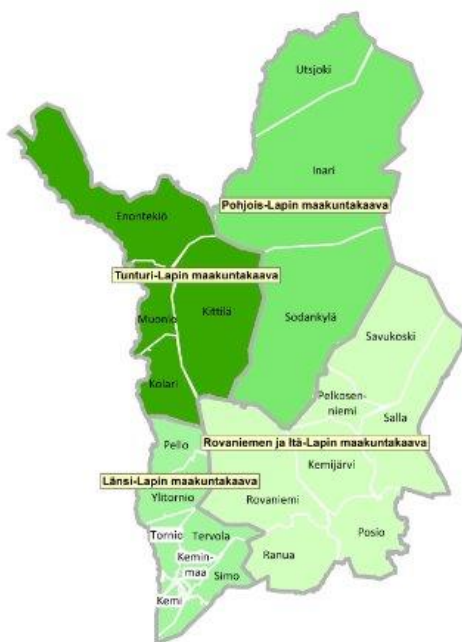 Utsjoki
Inari
Enontekiö
Pohjois-Lapin maakuntakaava
Tunturi-Lapin maakuntakaava
Muonio
Kittilä
Sodankylä
Savukoski
Kolari
Pelkosen-
niemi
Salla
Pello
Rovaniemen ja Itä-Lapin maakuntakaava
Kemijärvi
Länsi-Lapin maakuntakaava
Ylitornio
Rovaniemi
Tornio
Tervola
Posio
Kemin-
maa
Ranua
Simo
Kemi